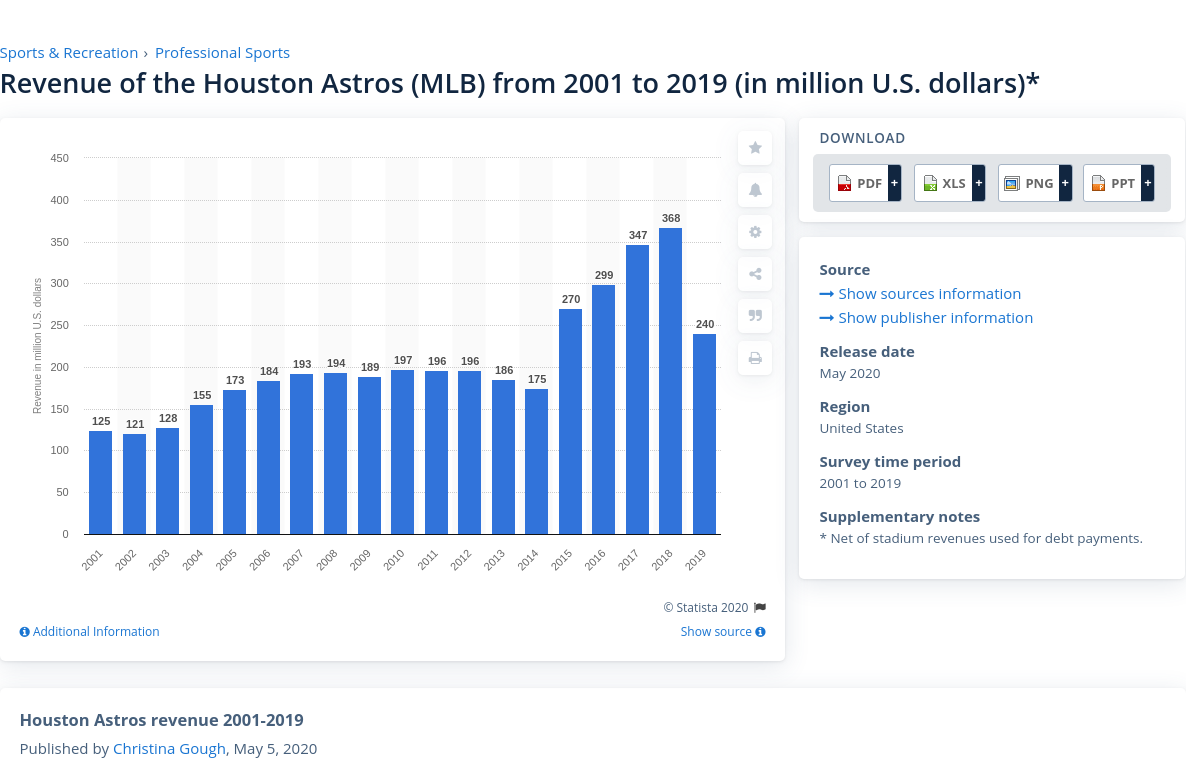 Sports & Recreation › Professional Sports
Revenue of the Houston Astros (MLB) from 2001 to 2019 (in million U.S. dollars)*
Revenue in million U.S. dollars
450
400
350
300
250
200
150
100
50
0
125
121
128
155
173
184
193
194
189
197
196
196
186
175
270
299
347
368
240
2001
2002
2003
2004
2005
2006
2007
2008
2009
2010
2011
2012
2013
2014
2015
2016
2017
2018
2019
© Statista 2020
Additional Information
Show source
DOWNLOAD
PDF + XLS + PNG + PPT +
Source
Show sources information
Show publisher information
Release date
May 2020
Region
United States
Survey time period
2001 to 2019
Supplementary notes
* Net of stadium revenues used for debt payments.
Houston Astros revenue 2001-2019
Published by Christina Gough, May 5, 2020